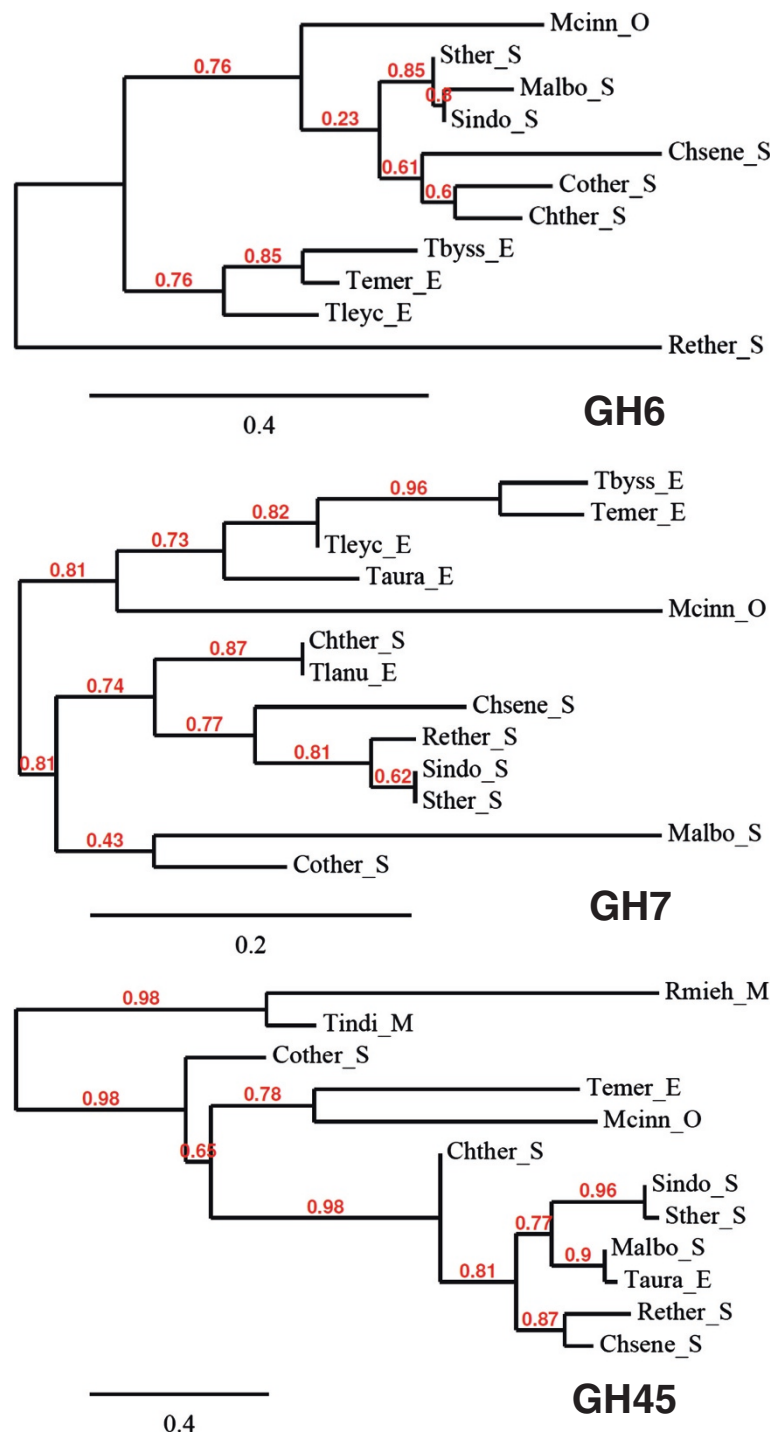 Mcinn_O
0.76
Sther_S
0.85
Malbo_S
0.8
0.23
Sindo_S
Chsene_S
0.61
Cother_S
0.6
Chther_S
Tbyss_E
0.85
0.76
Temer_E
Tleyc_E
Rether_S
0.4
GH6
Tbyss_E
0.96
Temer_E
0.82
0.73
Tleyc_E
0.81
Taura_E
Mcinn_O
Chther_S
0.87
Tlanu_E
0.74
Chsene_S
0.77
Rether_S
0.81
0.81
0.62
Sindo_S
Sther_S
Malbo_S
0.43
Cother_S
GH7
0.2
Rmieh_M
0.98
Tindi_M
Cother_S
Temer_E
0.98
0.78
Mcinn_O
0.65
Chther_S
Sindo_S
0.96
0.98
Sther_S
0.77
Malbo_S
0.9
0.81
Taura_E
Rether_S
0.87
Chsene_S
0.4
GH45